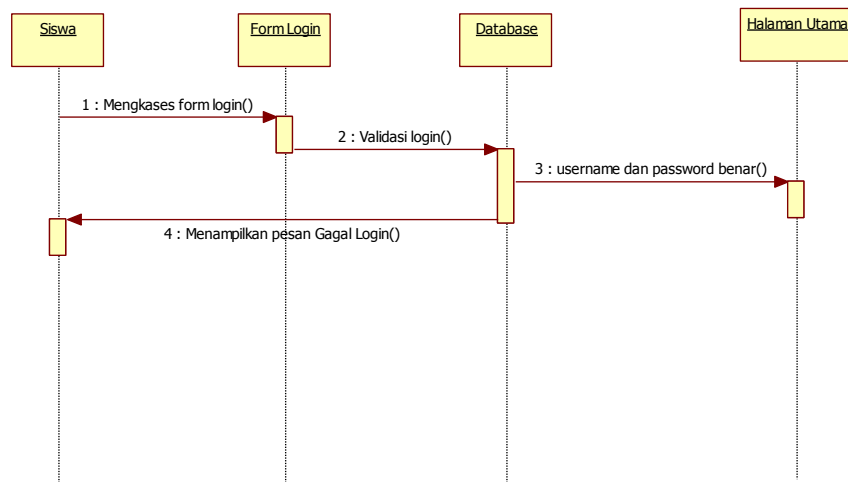 Siswa
Form Login
Database
Halaman Utama
1 : Mengkases form login()
2 : Validasi login()
3 : username dan password benar()
4 : Menampilkan pesan Gagal Login()